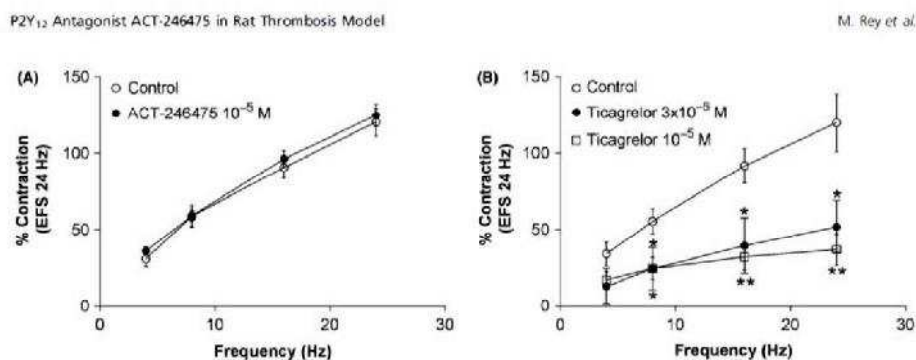 P2Y₁₂ Antagonist ACT-246475 in Rat Thrombosis Model
M. Rey et al.
(A)
150
100
50
0
% Contraction
(EFS 24 Hz)
Control
ACT-246475 10⁻⁵ M
0
10
20
30
Frequency (Hz)
(B)
150
100
50
0
% Contraction
(EFS 24 Hz)
Control
Ticagrelor 3x10⁻⁶ M
Ticagrelor 10⁻⁵ M
*
*
*
*
**
**
0
10
20
30
Frequency (Hz)